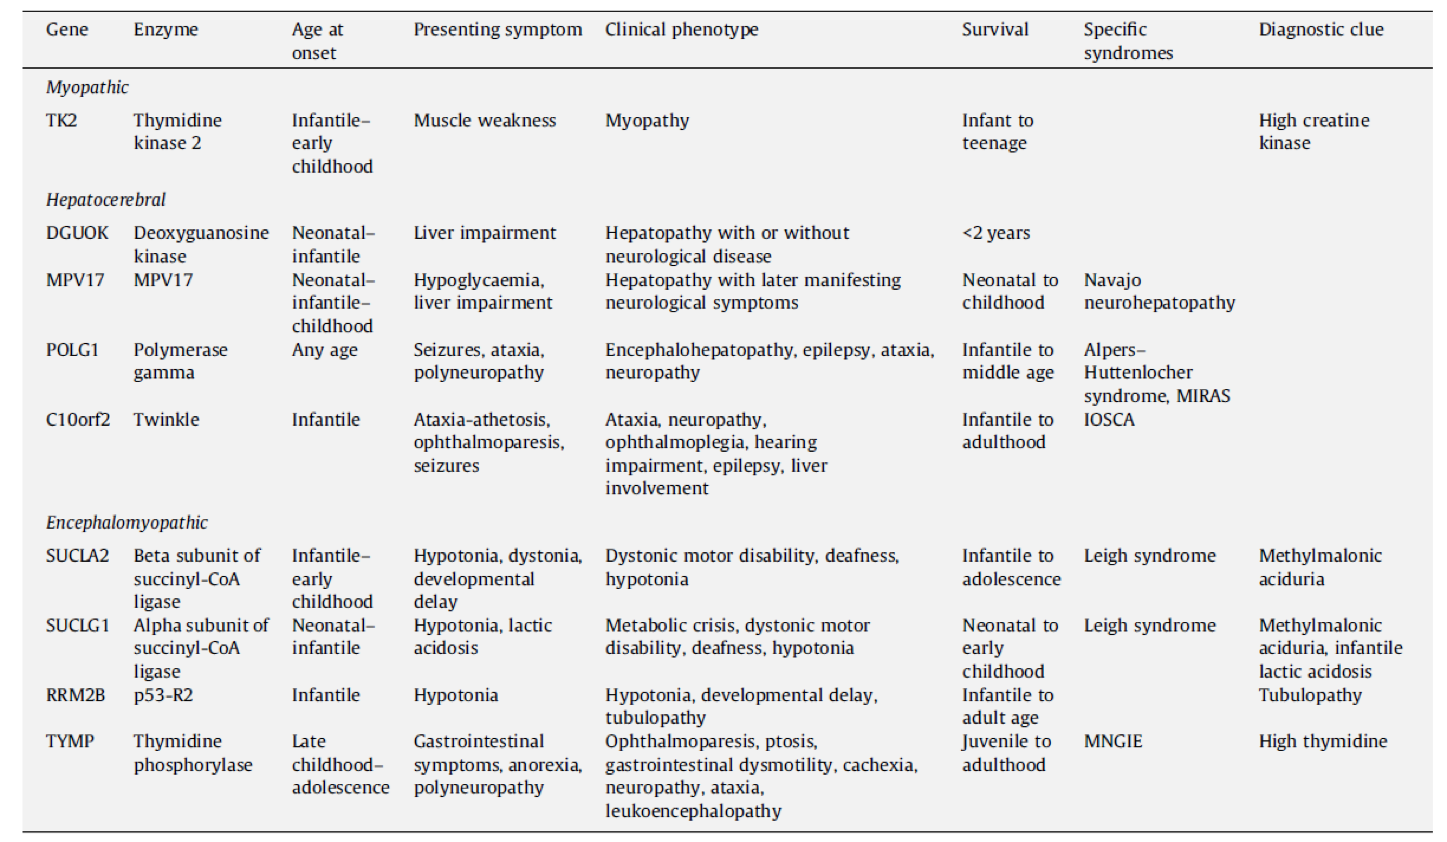 Gene Enzyme Age at onset Presenting symptom Clinical phenotype Survival Specific syndromes Diagnostic clue
Myopathic
TK2 Thymidine kinase 2 Infantile–early childhood Muscle weakness Myopathy Infant to teenage High creatine kinase
Hepatocerebral
DGUOK Deoxyguanosine kinase Neonatal–infantile Liver impairment Hepatopathy with or without neurological disease <2 years
MPV17 MPV17 Neonatal–infantile–childhood Hypoglycaemia, liver impairment Hepatopathy with later manifesting neurological symptoms Neonatal to childhood Navajo neurohepatopathy
POLG1 Polymerase gamma Any age Seizures, ataxia, polyneuropathy Encephalohepatopathy, epilepsy, ataxia, neuropathy Infantile to middle age Alpers–Huttenlocher syndrome, MIRAS
C10orf2 Twinkle Infantile Ataxia-athetosis, ophthalmoparesis, seizures Ataxia, neuropathy, ophthalmoplegia, hearing impairment, epilepsy, liver involvement Infantile to adulthood IOSCA
Encephalomyopathic
SUCLA2 Beta subunit of succinyl-CoA ligase Infantile–early childhood Hypotonia, dystonia, developmental delay Dystonic motor disability, deafness, hypotonia Infantile to adolescence Leigh syndrome Methylmalonic aciduria
SUCLG1 Alpha subunit of succinyl-CoA ligase Neonatal–infantile Hypotonia, lactic acidosis Metabolic crisis, dystonic motor disability, deafness, hypotonia Neonatal to early childhood Leigh syndrome Methylmalonic aciduria, infantile lactic acidosis
RRM2B p53-R2 Infantile Hypotonia Hypotonia, developmental delay, tubulopathy Infantile to adult age Tubulopathy
TYMP Thymidine phosphorylase Late childhood–adolescence Gastrointestinal symptoms, anorexia, polyneuropathy Ophthalmoparesis, ptosis, gastrointestinal dysmotility, cachexia, neuropathy, ataxia, leukoencephalopathy Juvenile to adulthood MNGIE High thymidine